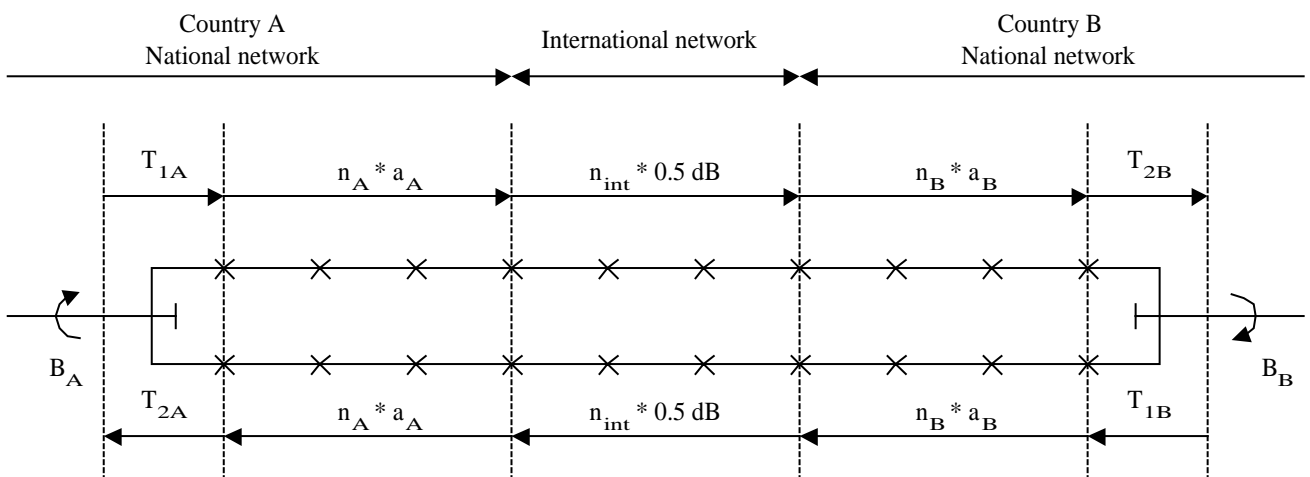 Country A
National network
International network
Country B
National network
T1A
nA * aA
nint * 0.5 dB
nB * aB
T2B
BA
BB
T2A
nA * aA
nint * 0.5 dB
nB * aB
T1B